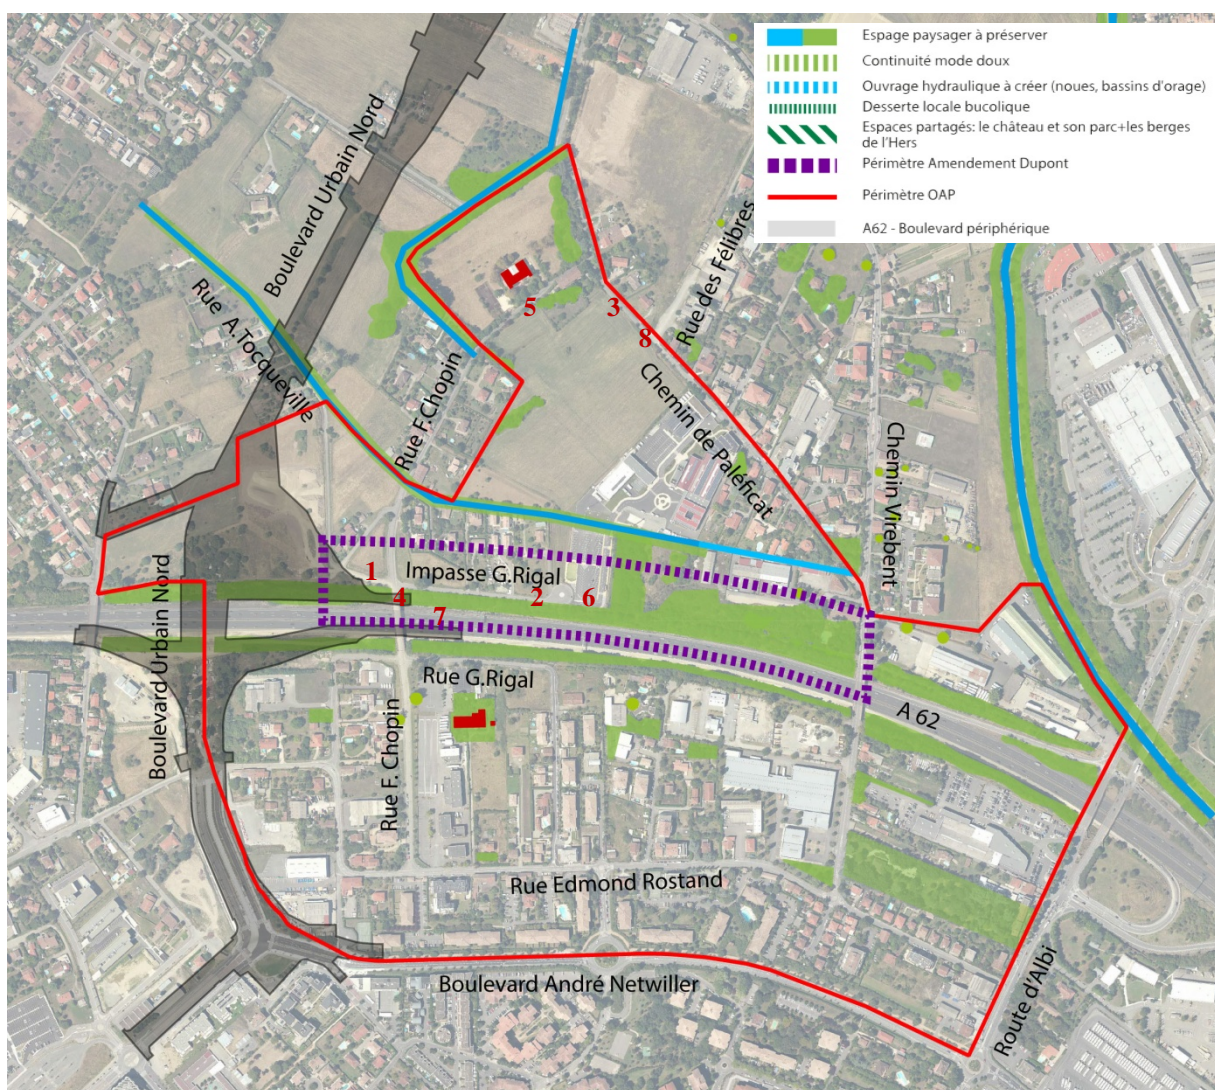 Espage paysager à préserver
Continuité mode doux
Ouvrage hydraulique à créer (noues, bassins d'orage)
Desserte locale bucolique
Espaces partagés: le château et son parc+les berges
de l'Hers
Périmètre Amendement Dupont
Périmètre OAP
A62 - Boulevard périphérique
Boulevard Urbain Nord
Rue des Félibres
Rue A.Tocqueville
5
3
8
Rue F.Chopin
Chemin de Paléficat
Chemin Virebent
1
Impasse G.Rigal
4
2
6
7
Boulevard Urbain Nord
Rue G.Rigal
A 62
Rue F. Chopin
Rue Edmond Rostand
Boulevard André Netwiller
Route d'Albi